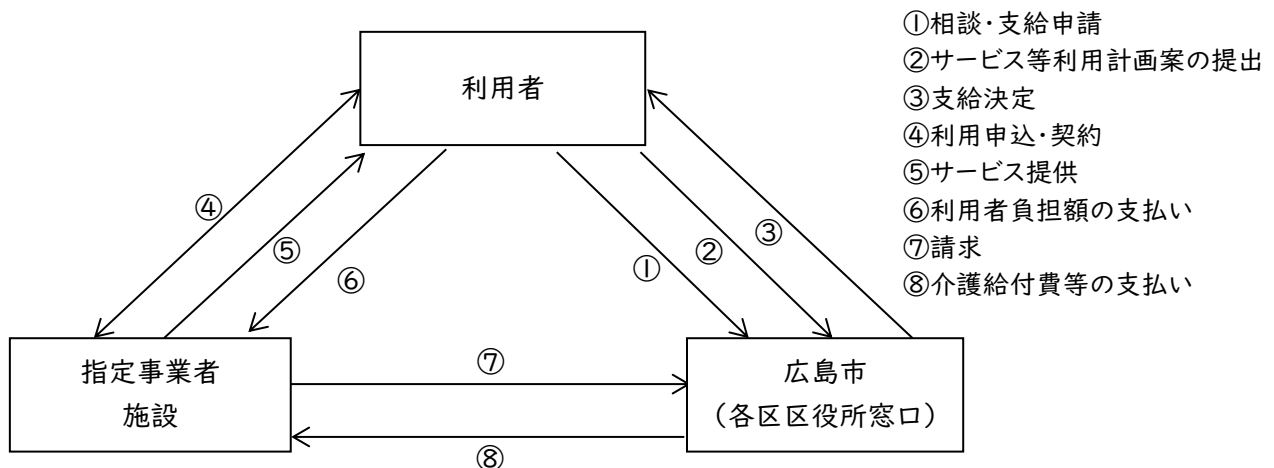 ①相談・支給申請
②サービス等利用計画案の提出
③支給決定
④利用申込・契約
⑤サービス提供
⑥利用者負担額の支払い
⑦請求
⑧介護給付費等の支払い
利用者
④
⑤
⑥
①
②
③
指定事業者
施設
⑦
⑧
広島市
（各区区役所窓口）